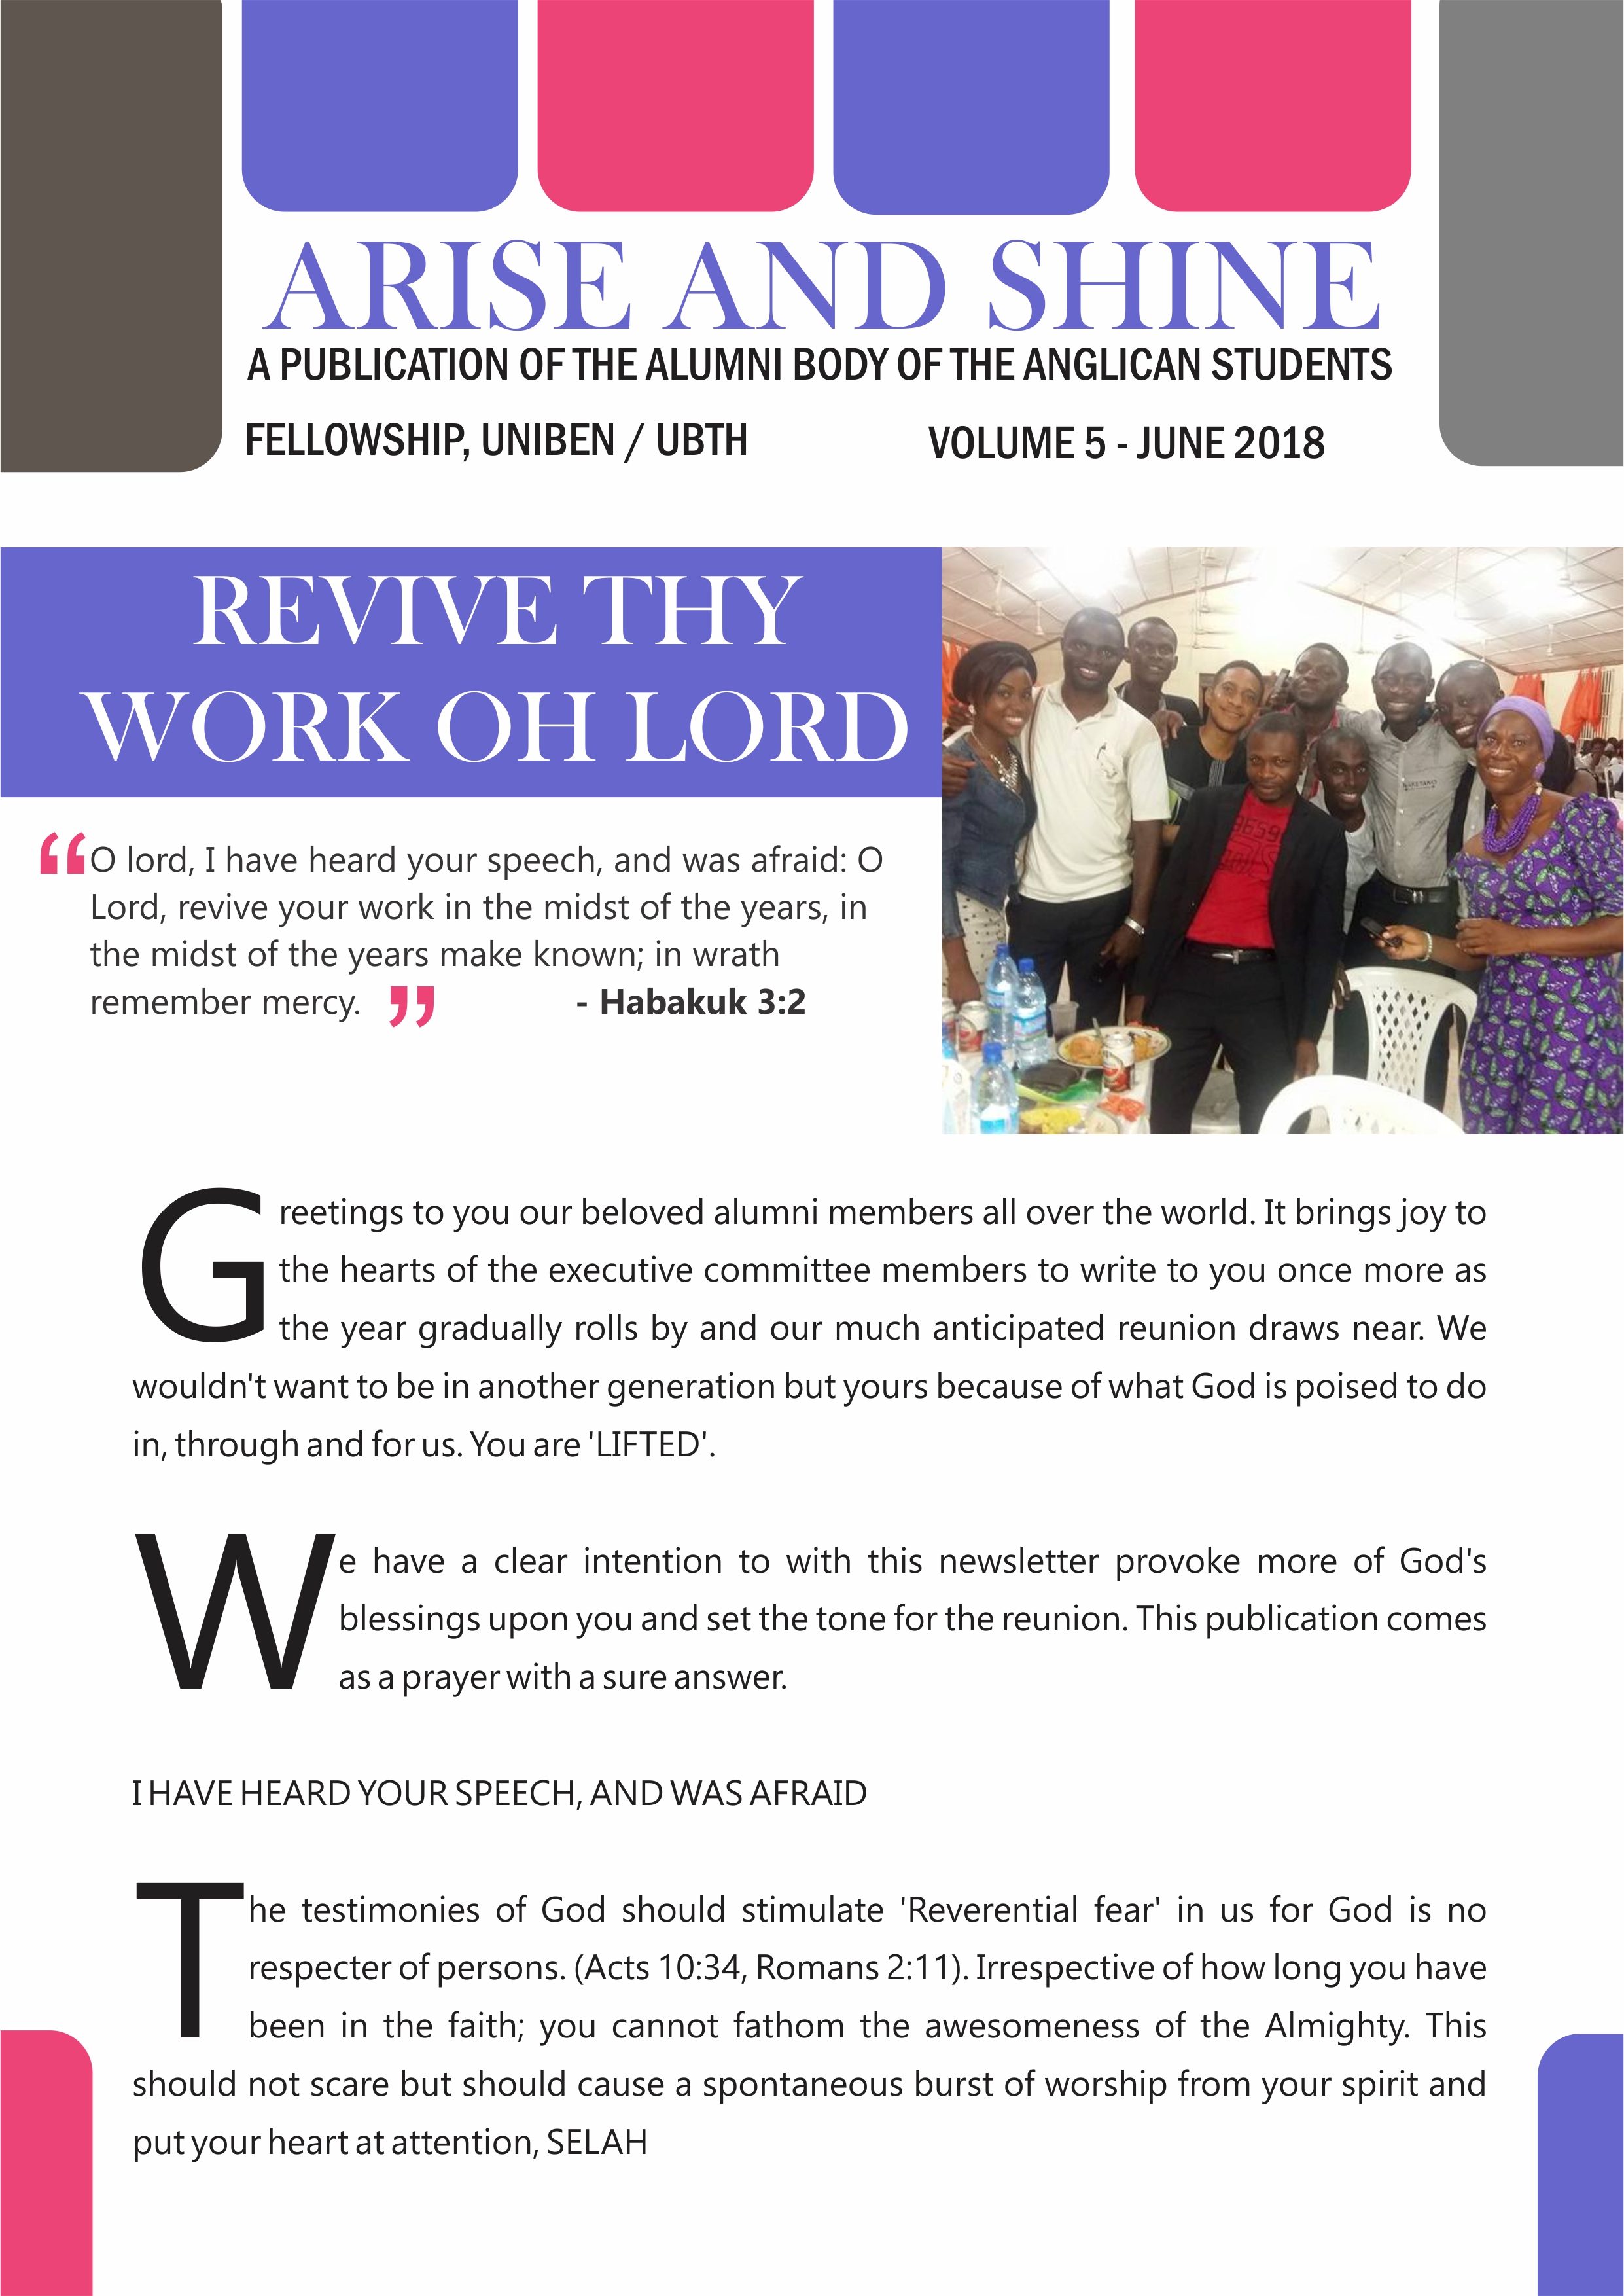 ARISE AND SHINE
A PUBLICATION OF THE ALUMNI BODY OF THE ANGLICAN STUDENTS
FELLOWSHIP, UNIBEN / UBTH
VOLUME 5 - JUNE 2018
REVIVE THY
WORK OH LORD
“O lord, I have heard your speech, and was afraid: O
Lord, revive your work in the midst of the years, in
the midst of the years make known; in wrath
remember mercy. ”
- Habakuk 3:2
Greetings to you our beloved alumni members all over the world. It brings joy to
the hearts of the executive committee members to write to you once more as
the year gradually rolls by and our much anticipated reunion draws near. We
wouldn't want to be in another generation but yours because of what God is poised to do
in, through and for us. You are 'LIFTED'.
We have a clear intention to with this newsletter provoke more of God's
blessings upon you and set the tone for the reunion. This publication comes
as a prayer with a sure answer.
I HAVE HEARD YOUR SPEECH, AND WAS AFRAID
The testimonies of God should stimulate 'Reverential fear' in us for God is no
respecter of persons. (Acts 10:34, Romans 2:11). Irrespective of how long you have
been in the faith; you cannot fathom the awesomeness of the Almighty. This
should not scare but should cause a spontaneous burst of worship from your spirit and
put your heart at attention, SELAH